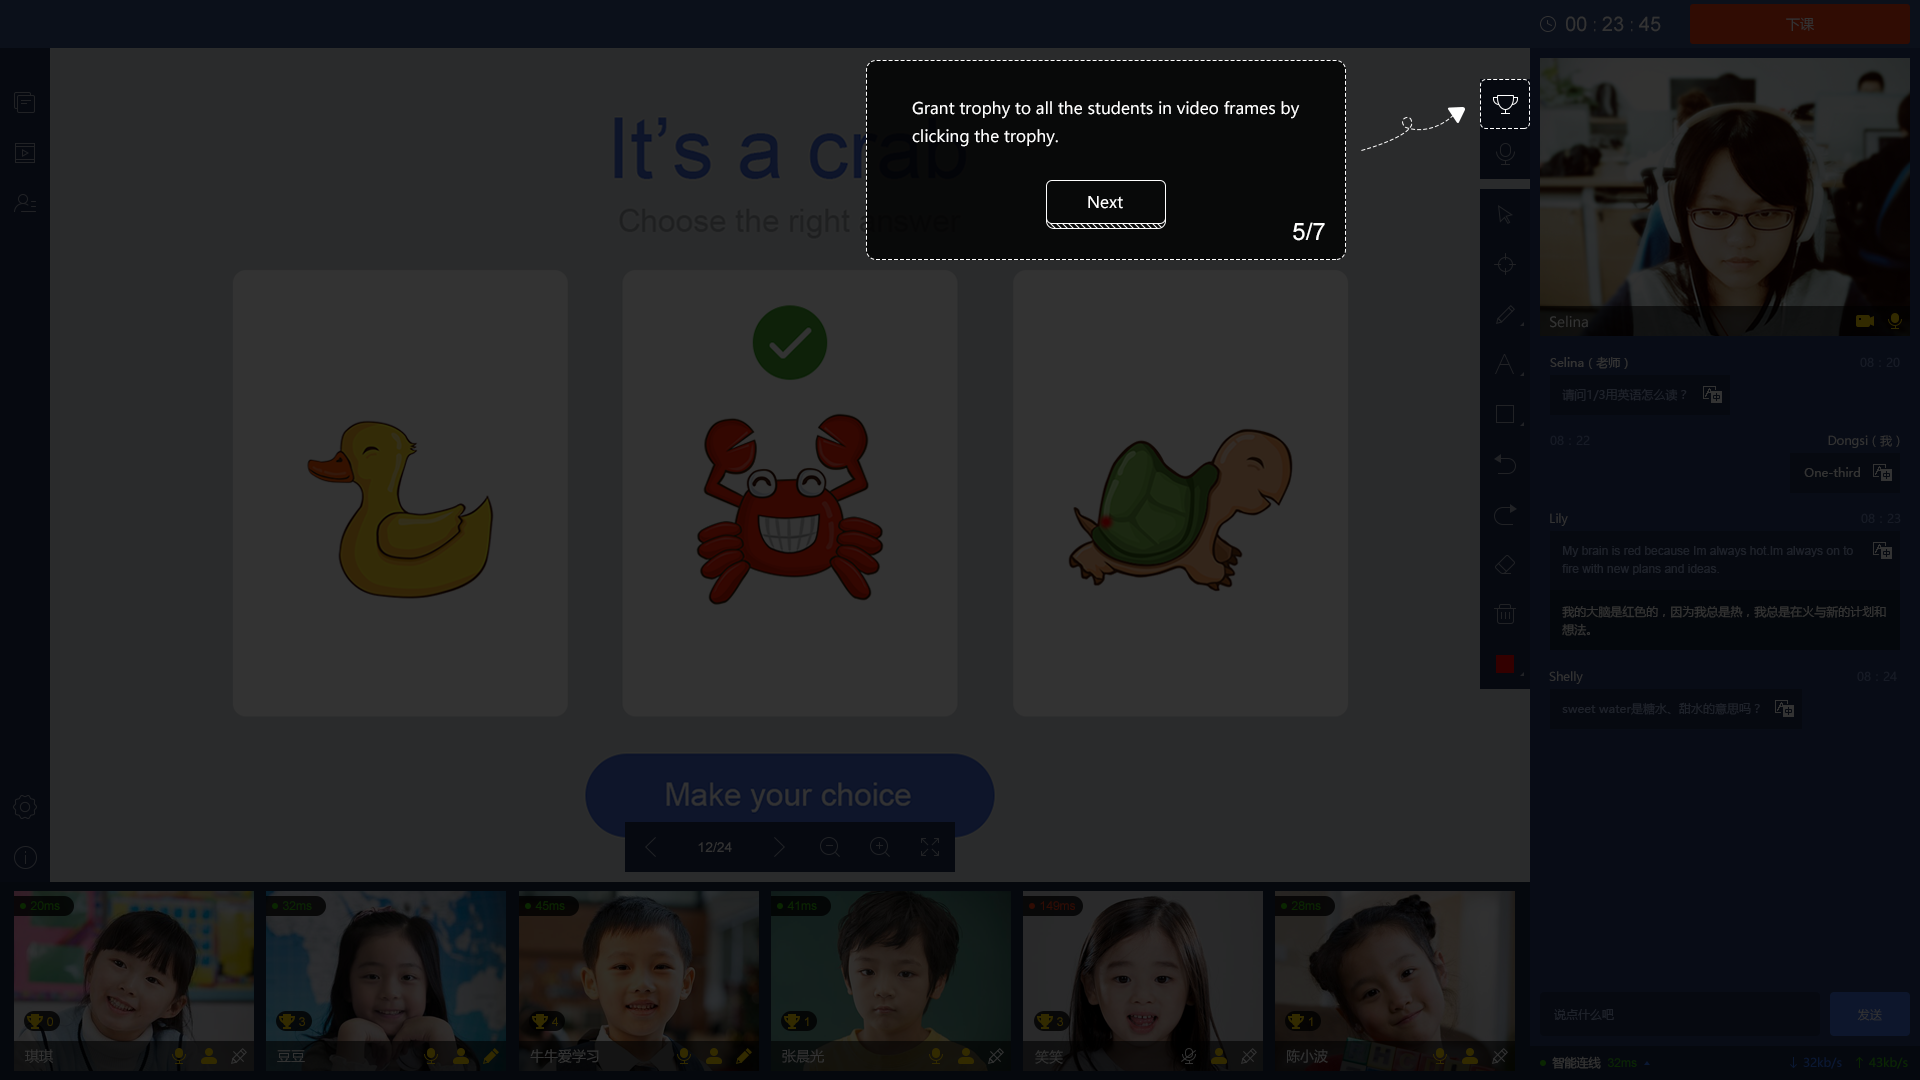 00 : 23 : 45
下课
Grant trophy to all the students in video frames by
clicking the trophy.
Next
5/7
It's a crab
Choose the right answer
Selina
Selina ( 老师 )
08 : 20
请问1/3用英语怎么读？
08 : 22
Dongsi ( 我 )
One-third
Lily
08 : 23
My brain is red because Im always hot.Im always on to
fire with new plans and ideas.
我的大脑是红色的，因为我总是热，我总是在火与新的计划和
想法。
Shelly
08 : 24
sweet water是糖水、甜水的意思吗？
Make your choice
12/24
20ms
32ms
45ms
41ms
149ms
28ms
0
3
4
1
3
1
琪琪
豆豆
牛牛爱学习
张晨光
笑笑
陈小波
说点什么吧
发送
智能连线 32ms
↓ 32kb/s ↑ 43kb/s